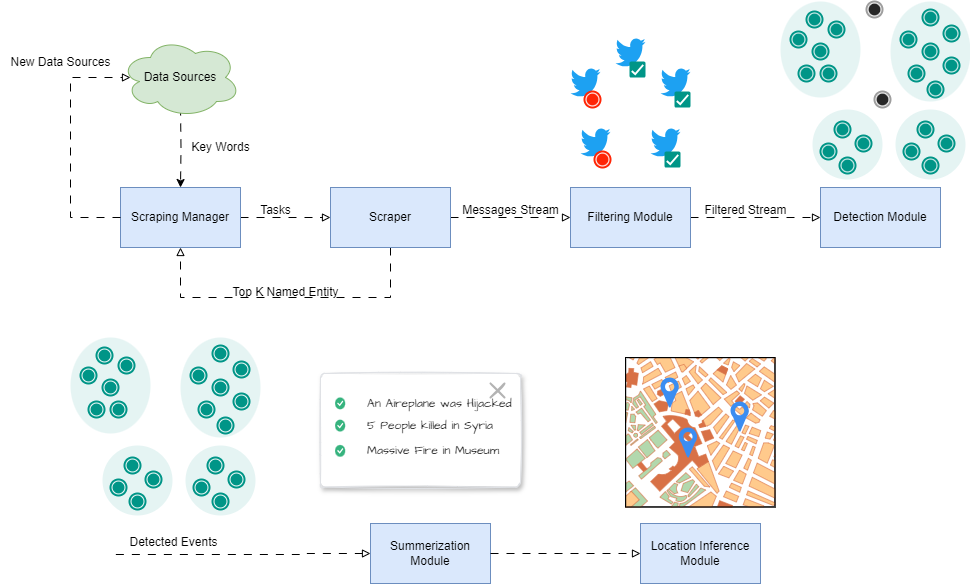 New Data Sources
Data Sources
Key Words
Scraping Manager
Tasks
Scraper
Messages Stream
Filtering Module
Filtered Stream
Detection Module
Top K Named Entity
An Aireplane was Hijacked
5 People Killed in Syria
Massive Fire in Museum
Detected Events
Summerization
Module
Location Inference
Module